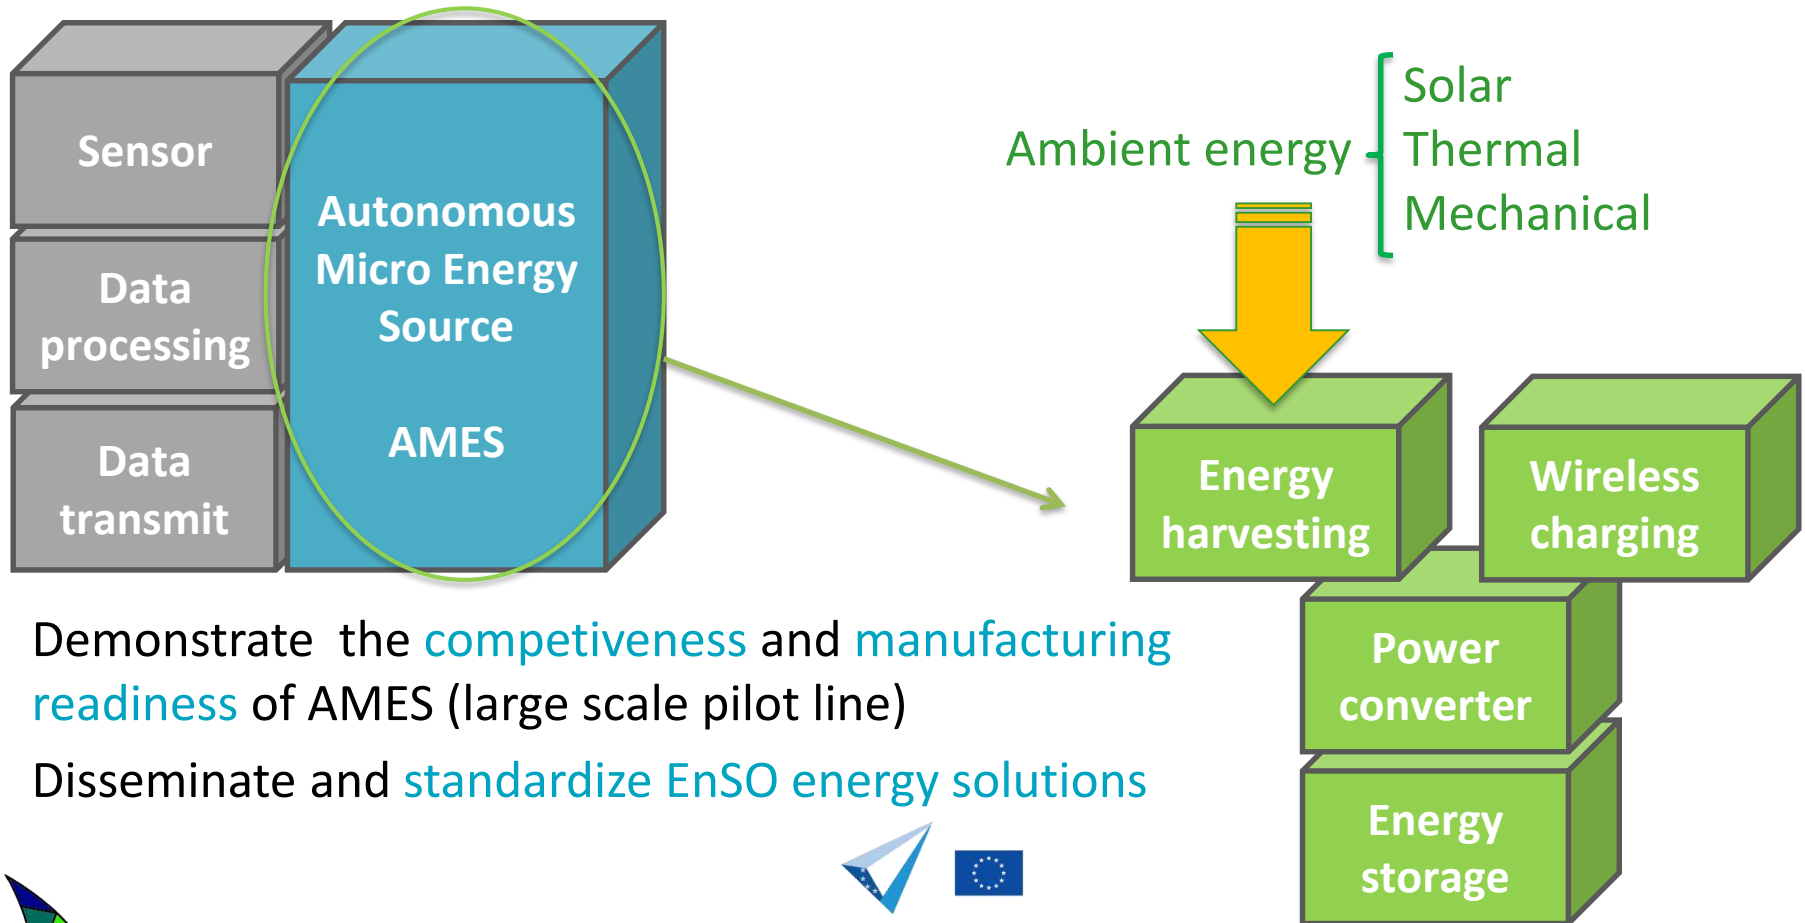 Sensor
Data
processing
Data
transmit
Autonomous
Micro Energy
Source
AMES
Ambient energy
Solar
Thermal
Mechanical
Energy
harvesting
Wireless
charging
Power
converter
Energy
storage
Demonstrate the competiveness and manufacturing
readiness of AMES (large scale pilot line)
Disseminate and standardize EnSO energy solutions